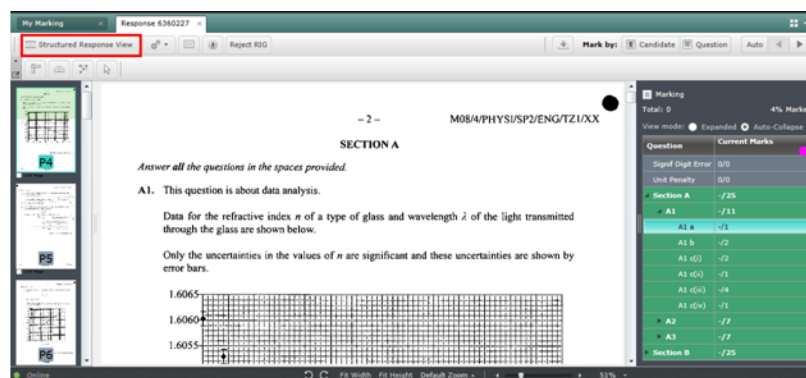 My Marking ×
Response 6360227 ×
Structured Response View
Reject RIG
Mark by:
Candidate
Question
Auto
– 2 –
M08/4/PHYSI/SP2/ENG/TZ1/XX
SECTION A
Answer all the questions in the spaces provided.
A1. This question is about data analysis.
Data for the refractive index n of a type of glass and wavelength λ of the light transmitted
through the glass are shown below.
Only the uncertainties in the values of n are significant and these uncertainties are shown by
error bars.
1.6065
1.6060
1.6055
P4
P5
P6
Marking
Total: 0
4% Marke
View mode:
Expanded
Auto-Collapse
Question
Current Marks
Signif Digit Error 0/0
Unit Penalty 0/0
Section A -/25
A1 -/11
A1 a -/1
A1 b -/2
A1 c(i) -/2
A1 c(ii) -/1
A1 c(iii) -/4
A1 c(iv) -/1
A2 -/7
A3 -/7
Section B -/25
Online
Fit Width
Fit Height
Default Zoom
51%